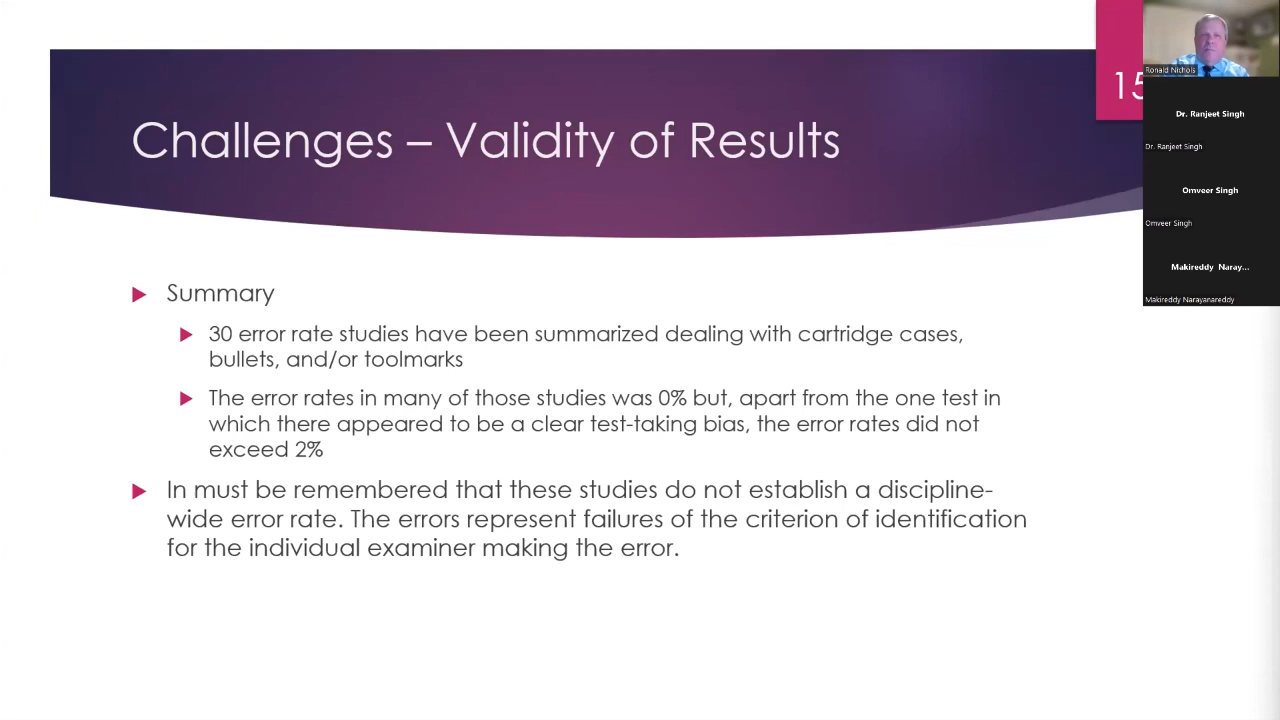 Challenges – Validity of Results
15
Summary
30 error rate studies have been summarized dealing with cartridge cases,
bullets, and/or toolmarks
The error rates in many of those studies was 0% but, apart from the one test in
which there appeared to be a clear test-taking bias, the error rates did not
exceed 2%
In must be remembered that these studies do not establish a discipline-
wide error rate. The errors represent failures of the criterion of identification
for the individual examiner making the error.
Ronald Nichols
Dr. Ranjeet Singh
Dr. Ranjeet Singh
Omveer Singh
Omveer Singh
Makireddy Naray...
Makireddy Narayanareddy